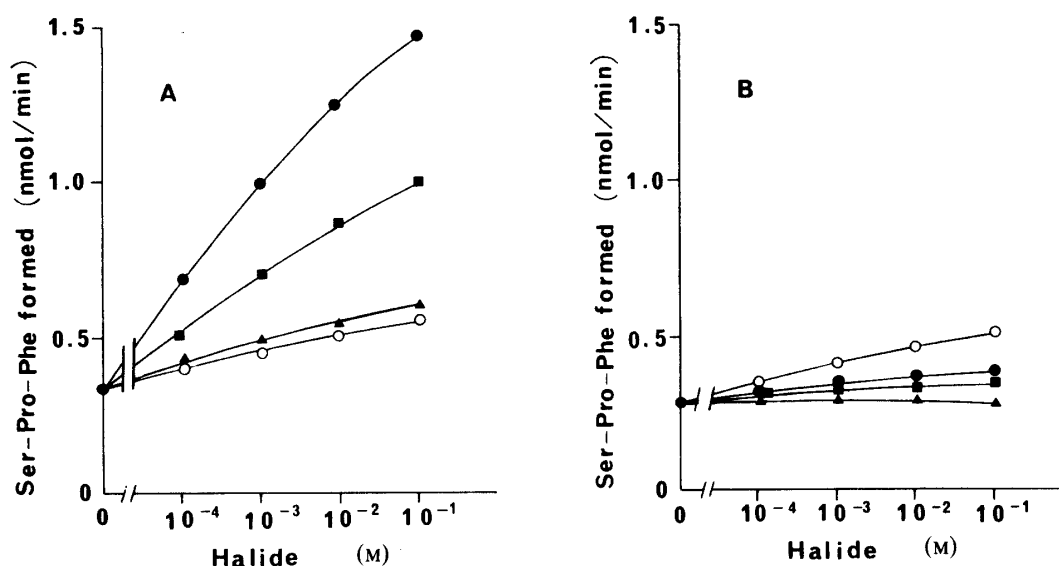 1.5
A
1.0
0.5
0
Ser-Pro-Phe formed (nmol/min)
0 10⁻⁴ 10⁻³ 10⁻² 10⁻¹
Halide (M)
1.5
B
1.0
0.5
0
Ser-Pro-Phe formed (nmol/min)
0 10⁻⁴ 10⁻³ 10⁻² 10⁻¹
Halide (M)